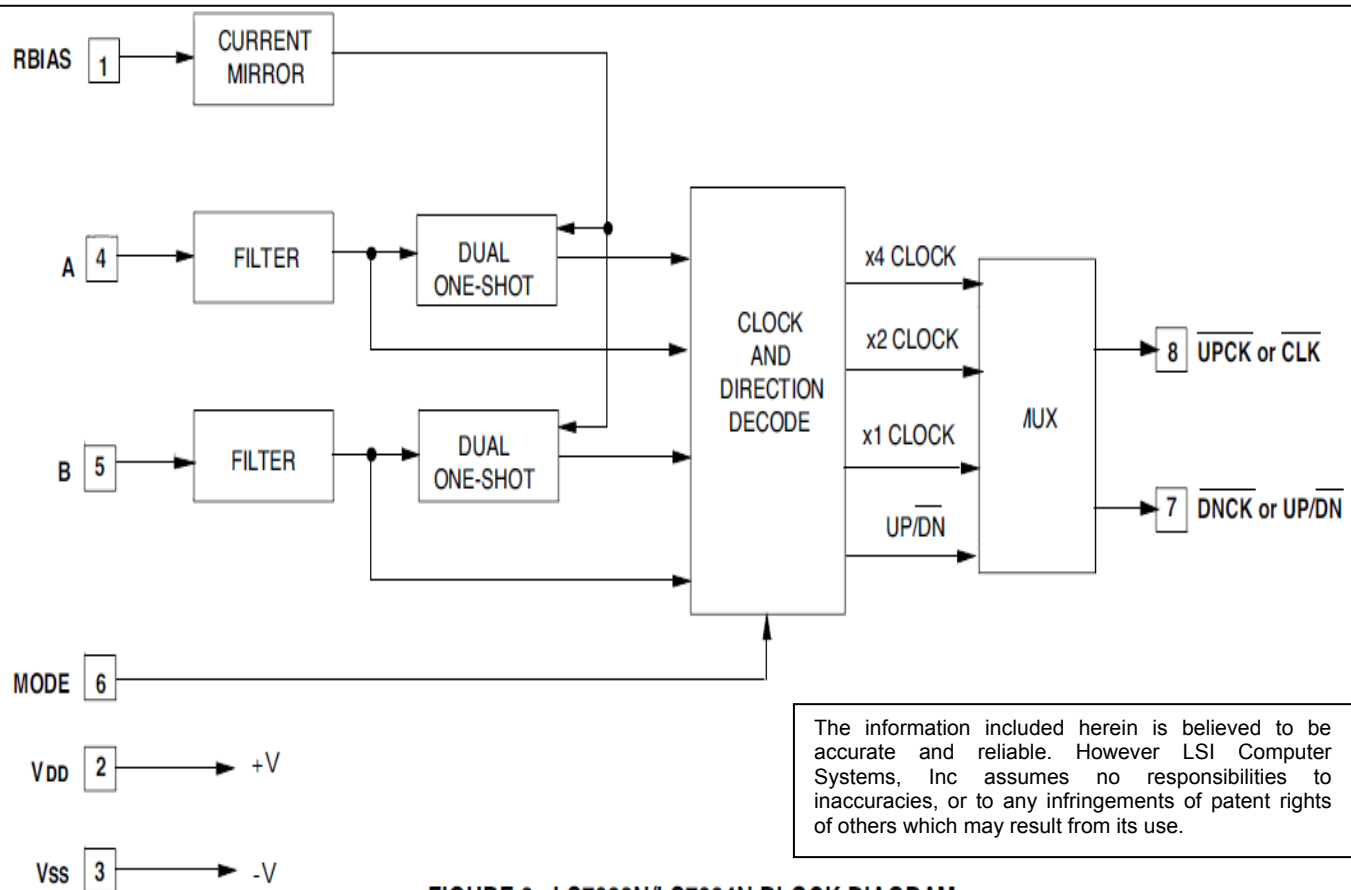 RBIAS 1
CURRENT
MIRROR
A 4
FILTER
DUAL
ONE-SHOT
B 5
FILTER
DUAL
ONE-SHOT
CLOCK
AND
DIRECTION
DECODE
x4 CLOCK
x2 CLOCK
x1 CLOCK
UP/DN
8 UPCK or CLK
7 DNCK or UP/DN
MODE 6
VDD 2 +V
VSS 3 -V
The information included herein is believed to be
accurate and reliable. However LSI Computer
Systems, Inc assumes no responsibilities to
inaccuracies, or to any infringements of patent rights
of others which may result from its use.
BLOCK DIAGRAM